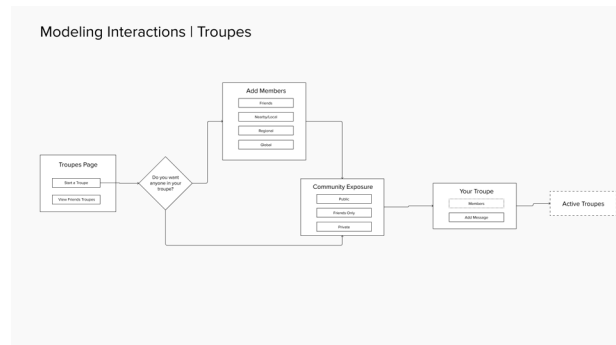 Modeling Interactions | Troupes
Add Members
Friends
Nearby/Local
Regional
Global
Troupes Page
Start a Troupe
View Friends' Troupes
Do you want
anyone in your
troupe?
Community Exposure
Public
Friends Only
Private
Your Troupe
Members
Add Message
Active Troupes